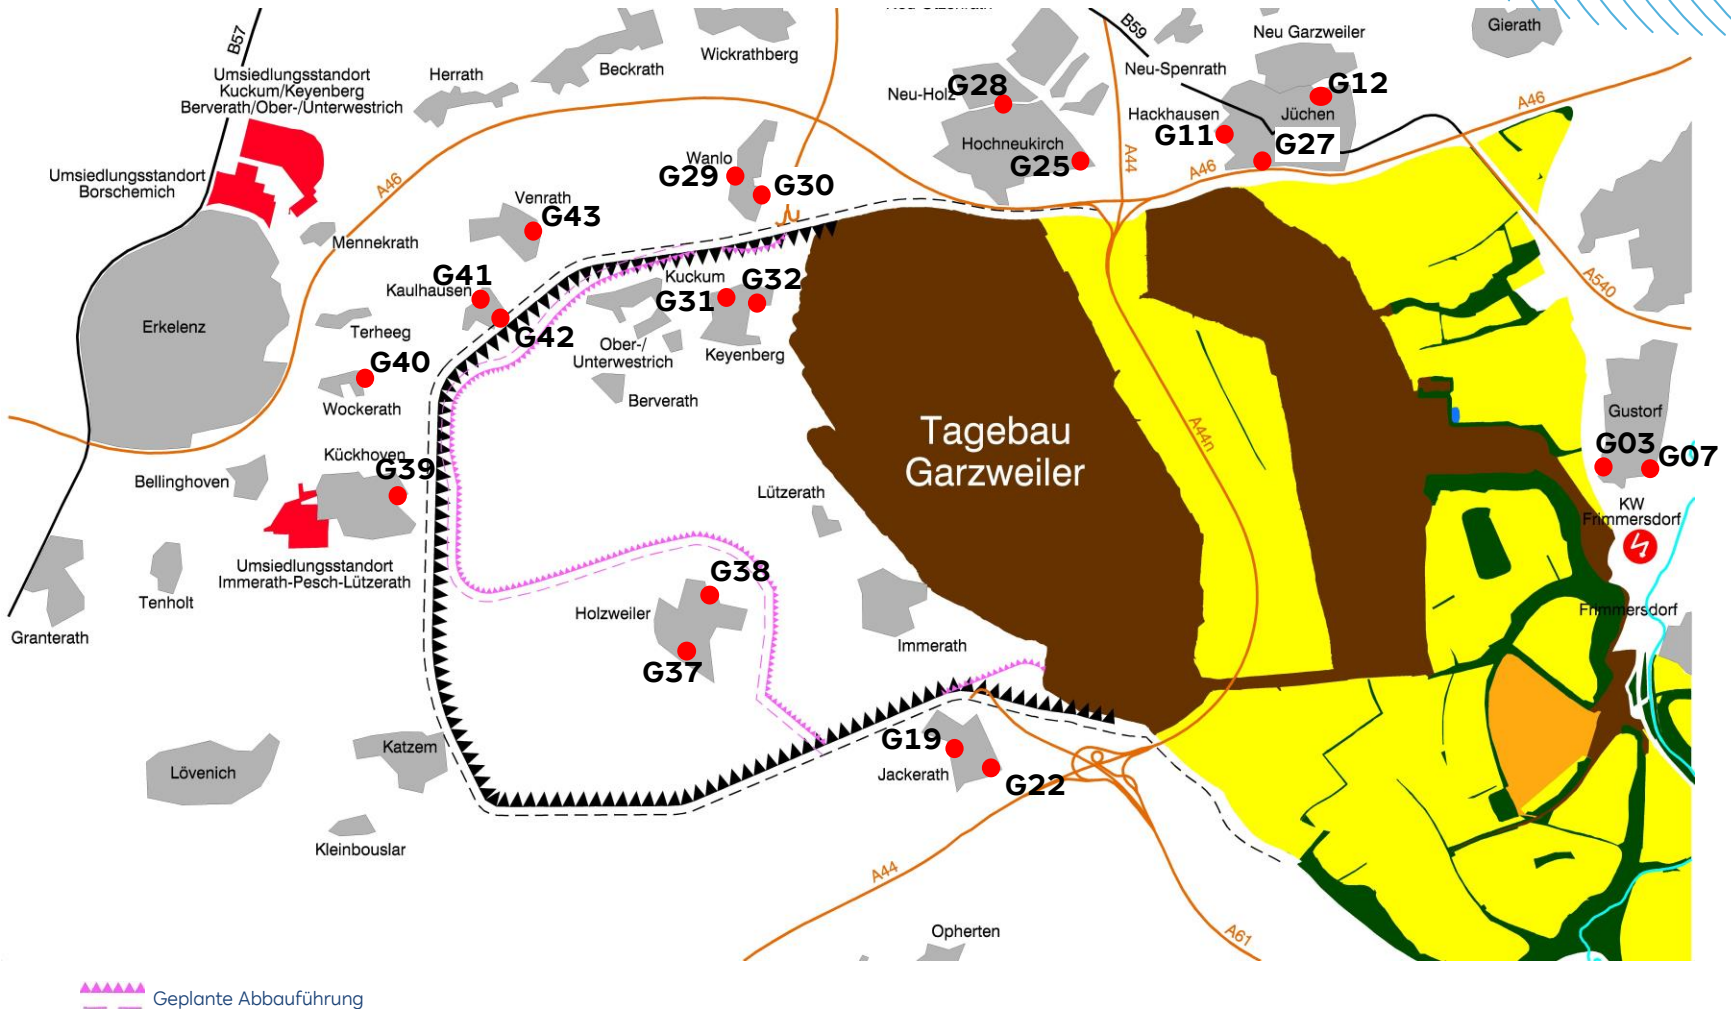 B57
Umsiedlungsstandort
Kuckum/Keyenberg
Berverath/Ober-/Unterwestrich
Herrath
Beckrath
Wickrathberg
B59
Neu Garzweiler
Gierath
Neu-Spenrath
Neu-Holz
G28
G12
Hackhausen
Jüchen
A46
G11
G27
Hochneukirch
G25
A44
A46
Umsiedlungsstandort
Borschemich
A46
Wanlo
G29
G30
Venrath
G43
Mennekrath
G41
Kaulhausen
G42
Kuckum
G31
G32
A540
Erkelenz
Terheeg
G40
Wockerath
Ober-/
Unterwestrich
Keyenberg
Berverath
Tagebau
Garzweiler
A44n
Gustorf
G03
G07
Kückhoven
G39
Bellinghoven
Lützerath
KW
Frimmersdorf
Umsiedlungsstandort
Immerath-Pesch-Lützerath
Tenholt
Granterath
G38
Holzweiler
G37
Immerath
Frimmersdorf
Lövenich
Katzem
G19
Jackerath
G22
Kleinbouslar
A44
A61
Opherten
Geplante Abbauführung